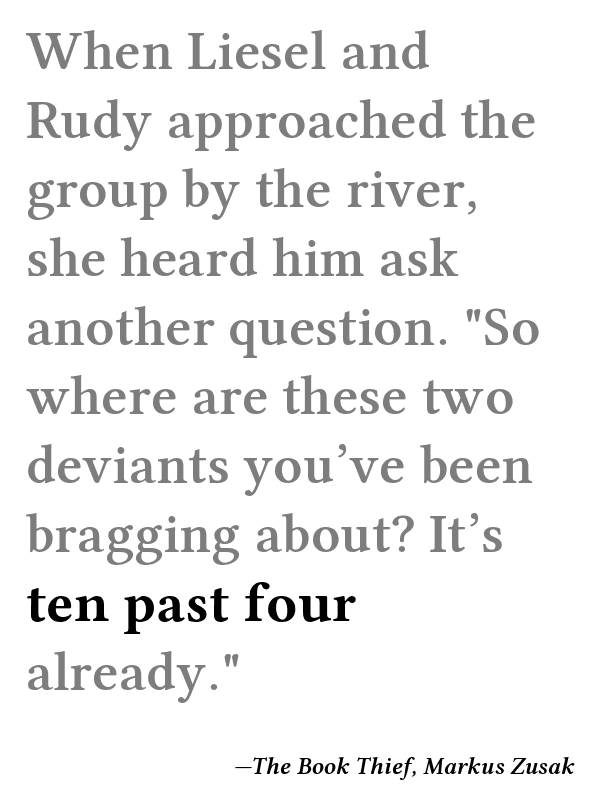 When Liesel and
Rudy approached the
group by the river,
she heard him ask
another question. "So
where are these two
deviants you’ve been
bragging about? It’s
ten past four
already."
—The Book Thief, Markus Zusak